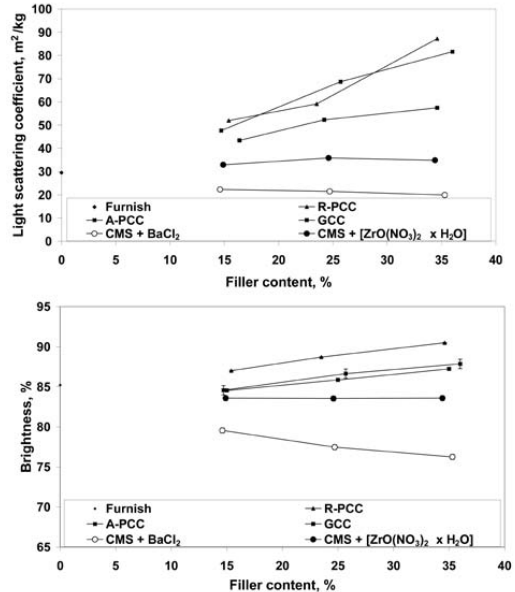 Light scattering coefficient, m²/kg
100
90
80
70
60
50
40
30
20
10
0
Furnish R-PCC
A-PCC GCC
CMS + BaCl₂ CMS + [ZrO(NO₃)₂ x H₂O]
0 5 10 15 20 25 30 35 40
Filler content, %
Brightness, %
95
90
85
80
75
70
65
Furnish R-PCC
A-PCC GCC
CMS + BaCl₂ CMS + [ZrO(NO₃)₂ x H₂O]
0 5 10 15 20 25 30 35 40
Filler content, %